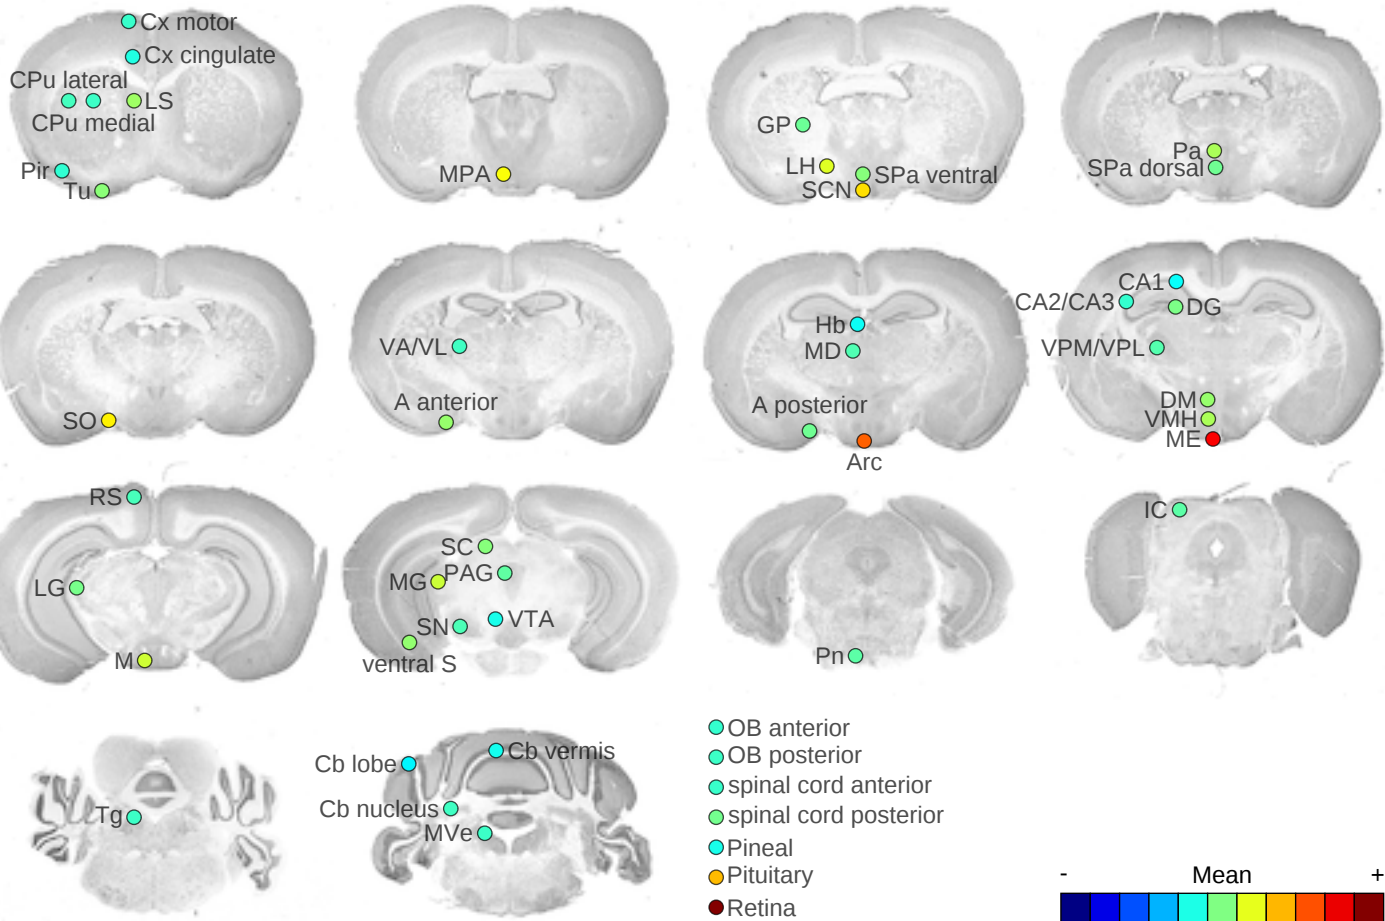 Cx motor
Cx cingulate
CPu lateral
LS
CPu medial
Pir
Tu
MPA
GP
LH
SPa ventral
SCN
Pa
SPa dorsal
SO
VA/VL
A anterior
Hb
MD
A posterior
Arc
CA1
CA2/CA3
DG
VPM/VPL
DM
VMH
ME
RS
LG
M
SC
PAG
MG
SN
VTA
ventral S
Pn
IC
Tg
Cb lobe
Cb vermis
Cb nucleus
MVe
OB anterior
OB posterior
spinal cord anterior
spinal cord posterior
Pineal
Pituitary
Retina
- Mean +